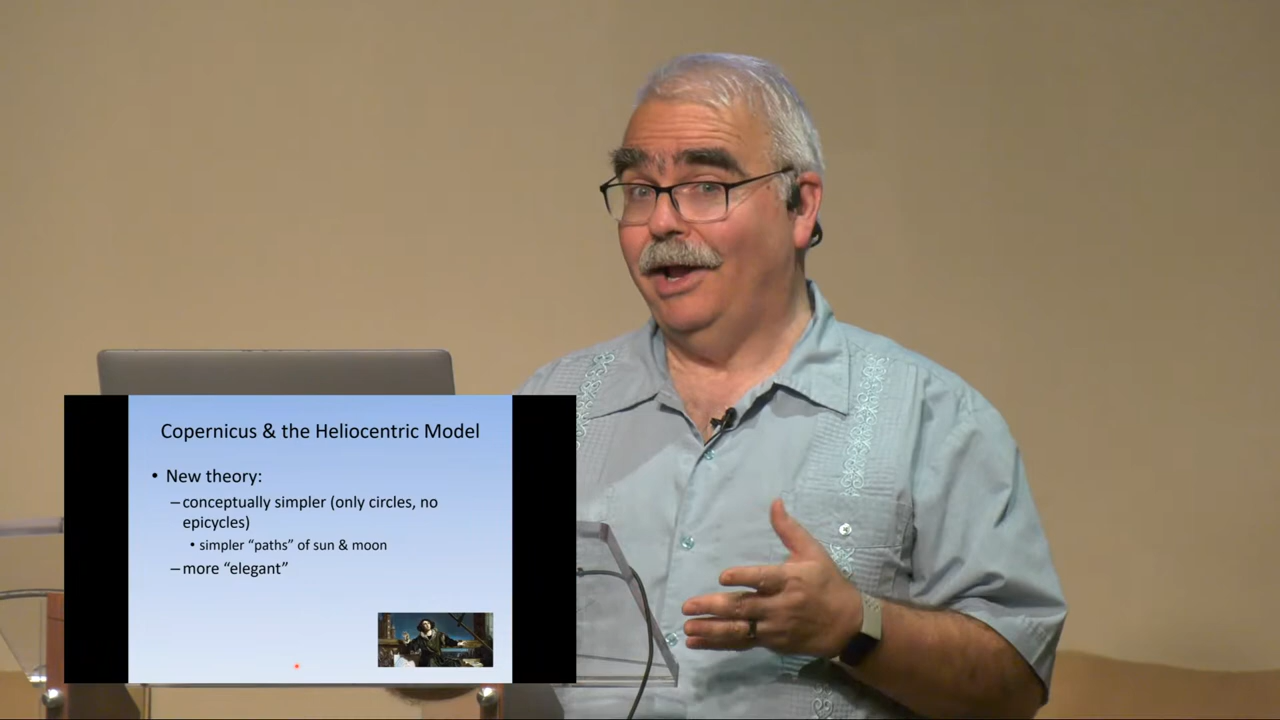 Copernicus & the Heliocentric Model
• New theory:
– conceptually simpler (only circles, no
epicycles)
• simpler “paths” of sun & moon
– more “elegant”